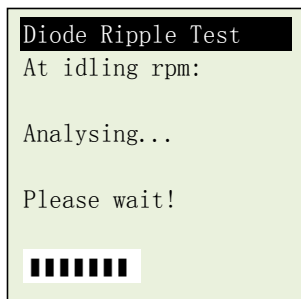 Diode Ripple Test
At idling rpm:
Analysing...
Please wait!